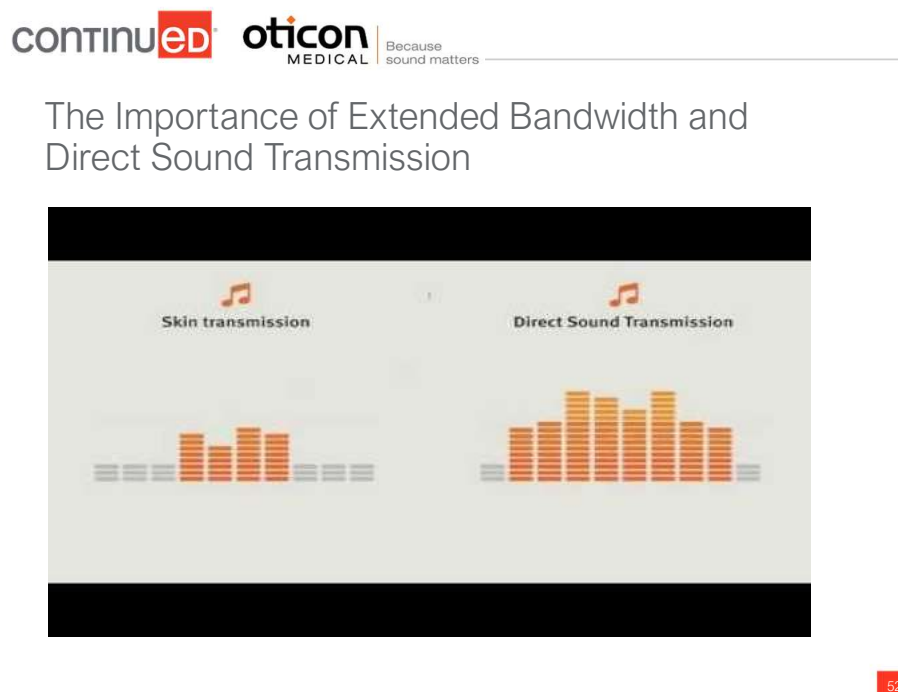 continued
oticon
MEDICAL
Because
sound matters
The Importance of Extended Bandwidth and
Direct Sound Transmission
Skin transmission
Direct Sound Transmission
52